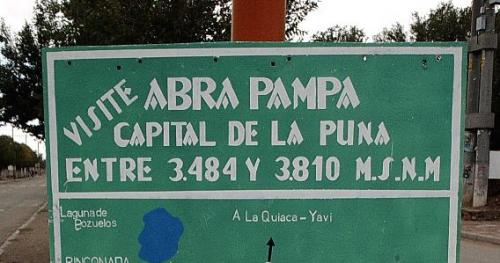 VISITE ABRA PAMPA
CAPITAL DE LA PUNA
ENTRE 3.484 Y 3.810 M.S.N.M
Laguna de
Pozuelos
A La Quiaca - Yavi
RINCONADA